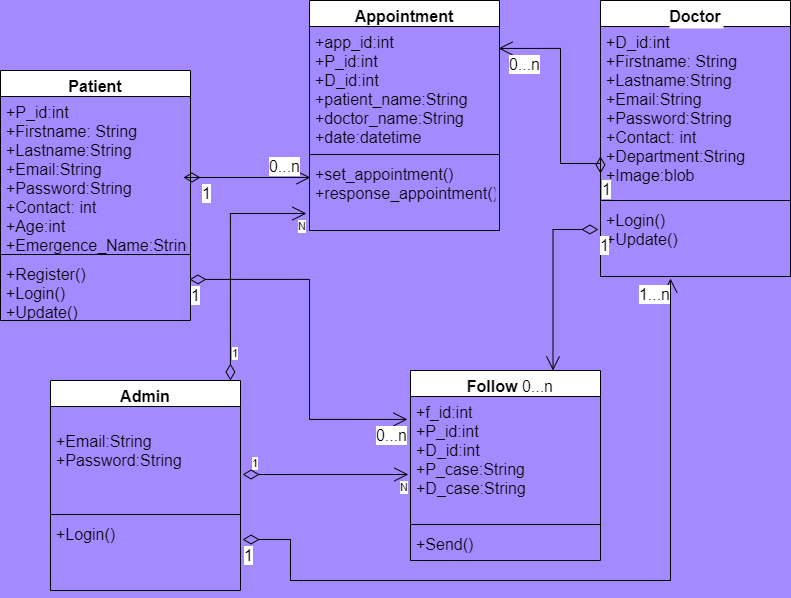 Appointment
+app_id:int
+P_id:int
+D_id:int
+patient_name:String
+doctor_name:String
+date:datetime
+set_appointment()
+response_appointment()
Doctor
+D_id:int
+Firstname: String
+Lastname:String
+Email:String
+Password:String
+Contact: int
+Department:String
+Image:blob
+Login()
+Update()
Patient
+P_id:int
+Firstname: String
+Lastname:String
+Email:String
+Password:String
+Contact: int
+Age:int
+Emergence_Name:Strin
+Register()
+Login()
+Update()
0...n
0...n
1
1
N
1
1
1...n
1
Admin
+Email:String
+Password:String
+Login()
Follow 0...n
+f_id:int
+P_id:int
+D_id:int
+P_case:String
+D_case:String
+Send()
0...n
1
N
1